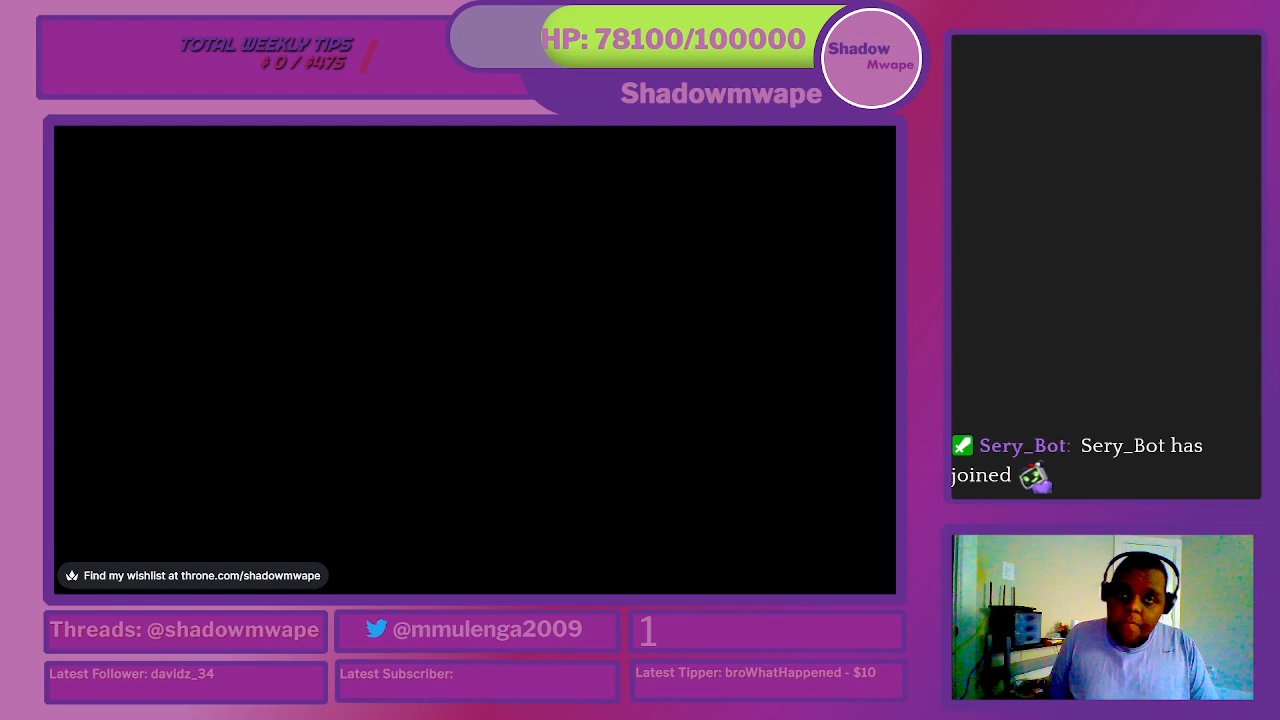 TOTAL WEEKLY TIPS
$ 0 / $475
HP: 78100/100000
Shadow
Mwape
Shadowmwape
Sery_Bot: Sery_Bot has
joined
Find my wishlist at throne.com/shadowmwape
Threads: @shadowmwape
@mmulenga2009
1
Latest Follower: davidz_34
Latest Subscriber:
Latest Tipper: broWhatHappened - $10